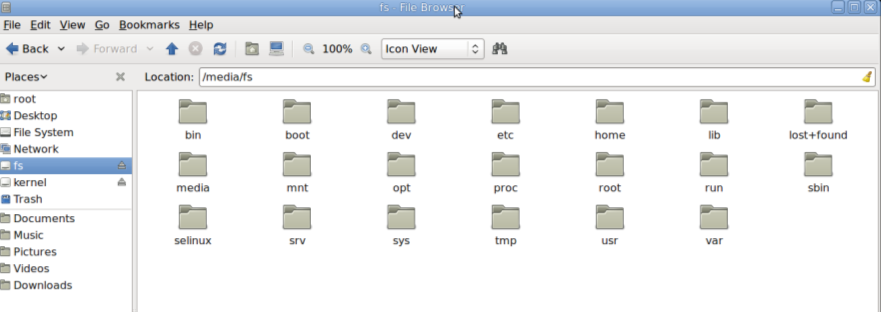 fs - File Browser
File Edit View Go Bookmarks Help
Back Forward 100% Icon View
Places Location: /media/fs
root
Desktop
File System
Network
fs
kernel
Trash
Documents
Music
Pictures
Videos
Downloads
bin boot dev etc home lib lost+found
media mnt opt proc root run sbin
selinux srv sys tmp usr var